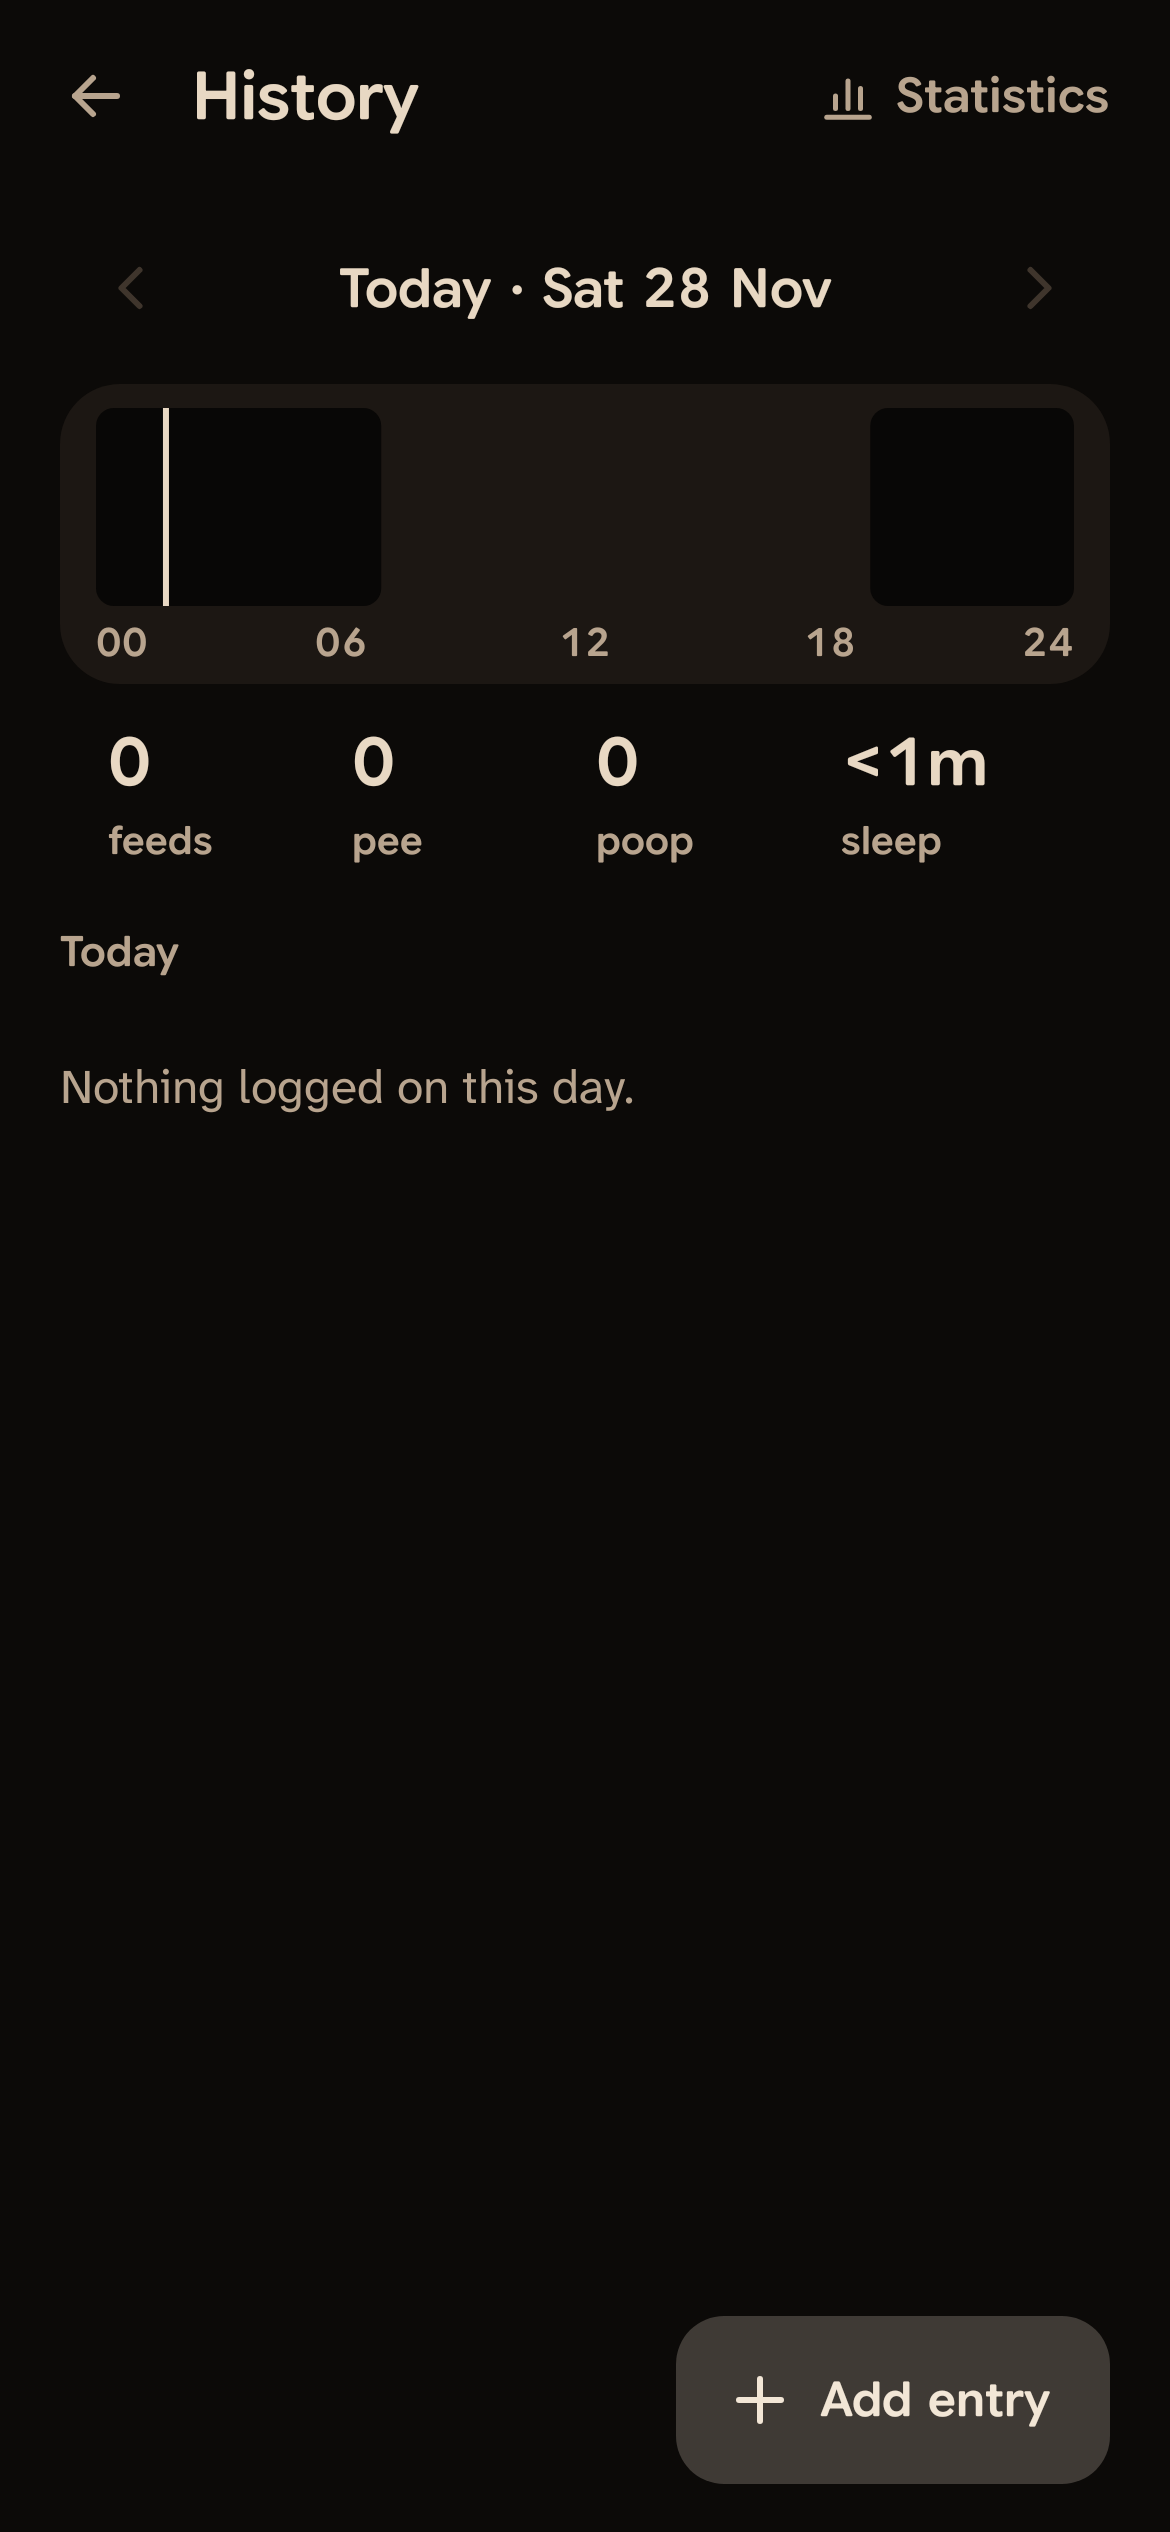 History
Statistics
Today · Sat 28 Nov
00 06 12 18 24
0 0 0 <1m
feeds pee poop sleep
Today
Nothing logged on this day.
Add entry